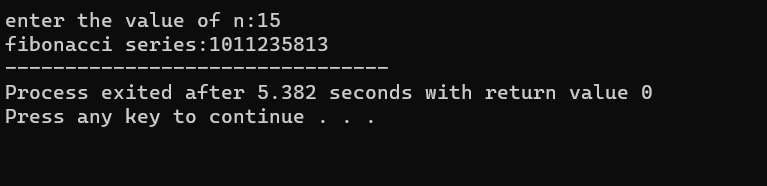 enter the value of n:15
fibonacci series:1011235813
--------------------------------
Process exited after 5.382 seconds with return value 0
Press any key to continue . . .